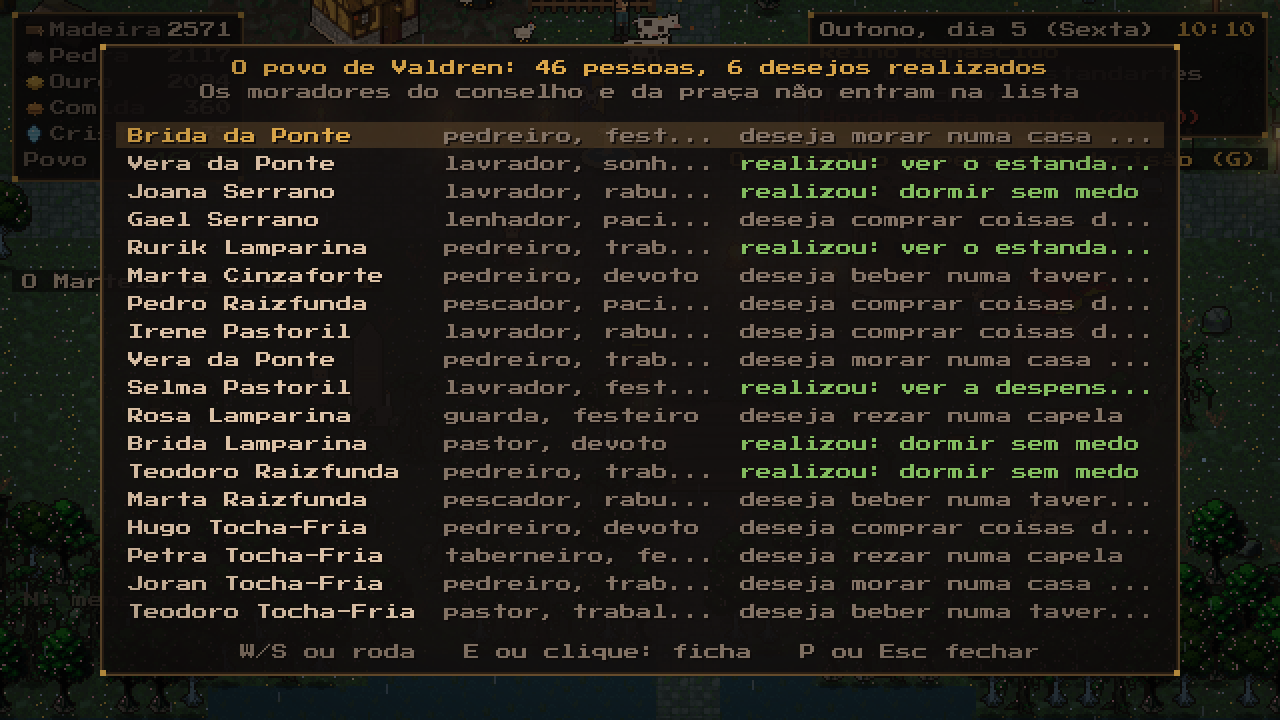 Madeira 2571
Outono, dia 5 (Sexta) 10:10
Ped 2117
O povo de Valdren: 46 pessoas, 6 desejos realizados
Ouro 2094
Os moradores do conselho e da praça não entram na lista
Comida 360
Cris
Brida da Ponte pedreiro, fest... deseja morar numa casa ...
Povo
Vera da Ponte lavrador, sonh... realizou: ver o estanda...
(G)
Joana Serrano lavrador, rabu... realizou: dormir sem medo
Gael Serrano lenhador, paci... deseja comprar coisas d...
Rurik Lamparina pedreiro, trab... realizou: ver o estanda...
Marta Cinzaforte pedreiro, devoto deseja beber numa taver...
O Mar
Pedro Raizfunda pescador, paci... deseja comprar coisas d...
Irene Pastoril lavrador, rabu... deseja comprar coisas d...
Vera da Ponte pedreiro, trab... deseja morar numa casa ...
Selma Pastoril lavrador, fest... realizou: ver a despens...
Rosa Lamparina guarda, festeiro deseja rezar numa capela
Brida Lamparina pastor, devoto realizou: dormir sem medo
Teodoro Raizfunda pedreiro, trab... realizou: dormir sem medo
Marta Raizfunda pescador, rabu... deseja beber numa taver...
Hugo Tocha-Fria pedreiro, devoto deseja comprar coisas d...
Petra Tocha-Fria taberneiro, fe... deseja rezar numa capela
Joran Tocha-Fria pedreiro, trab... deseja morar numa casa ...
Teodoro Tocha-Fria pastor, trabal... deseja beber numa taver...
W/S ou roda E ou clique: ficha P ou Esc fechar